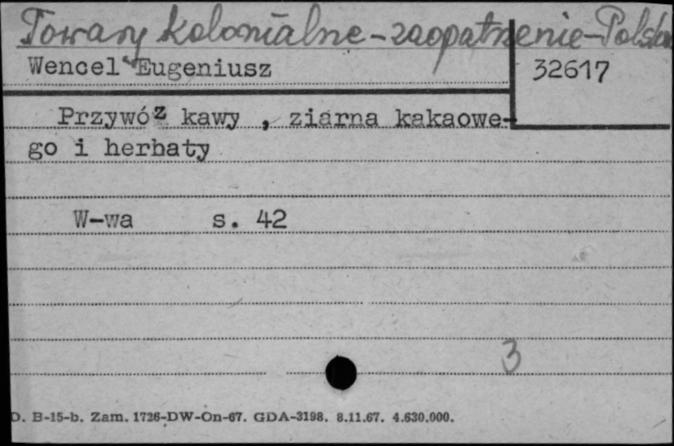 Towary kolonialne - zaopatrzenie - Polska
Wencel Eugeniusz
32617
Przywóz kawy , ziarna kakaowe-
go i herbaty
W-wa s. 42
3
D. B-15-b. Zam. 1726-DW-On-67. GDA-3198. 8.11.67. 4.630.000.